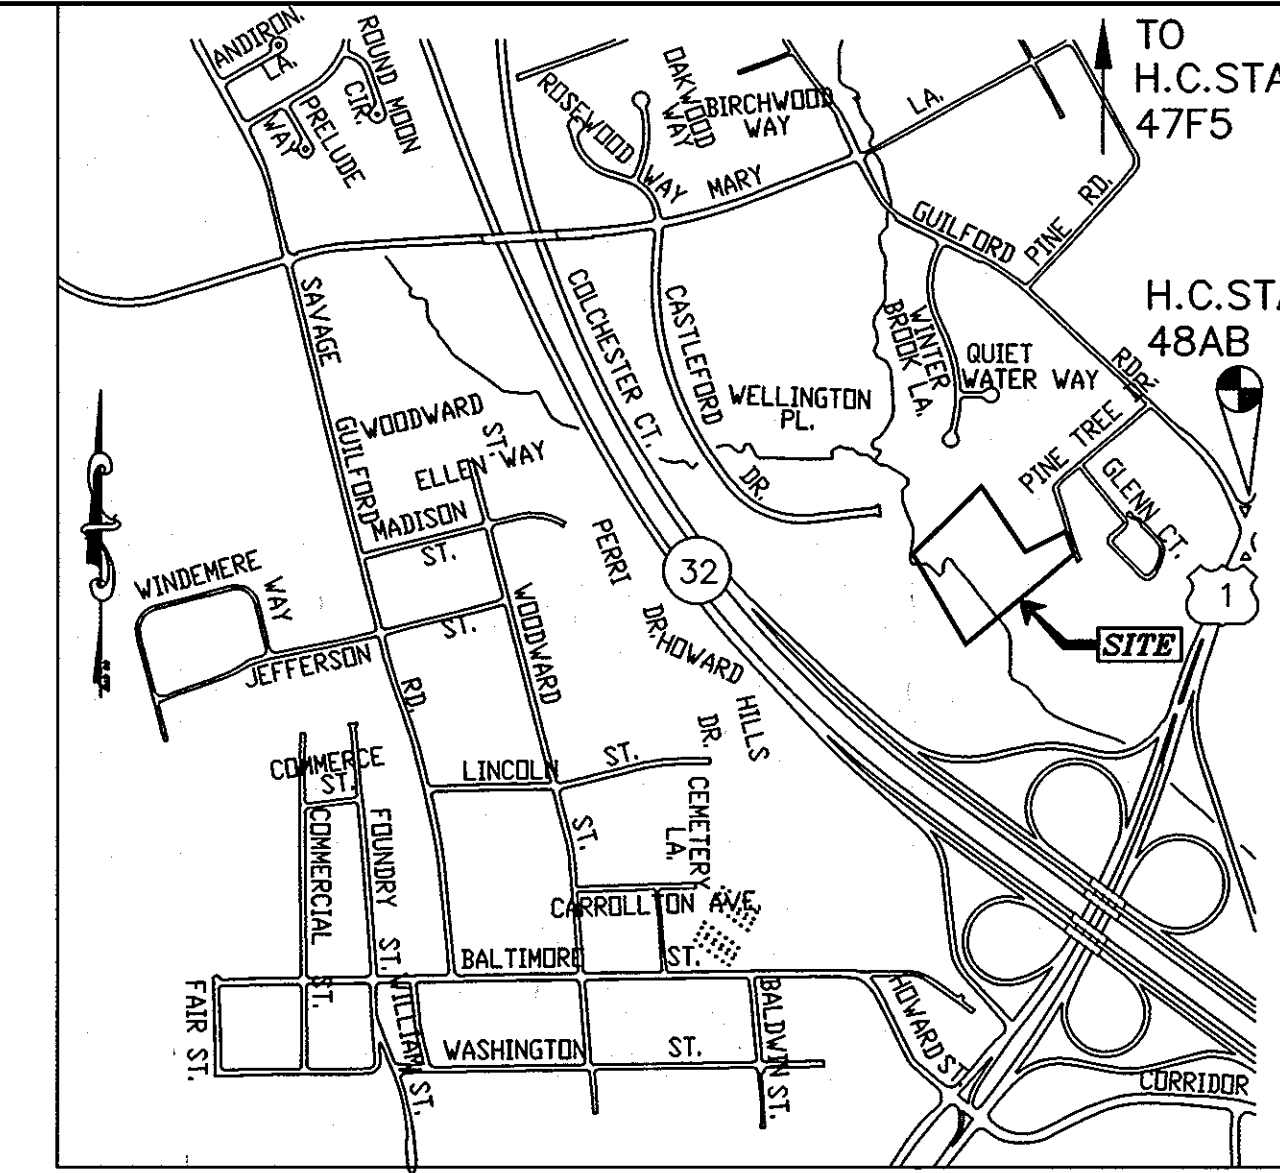 ANDIRON.
LA.
ROUND MOON
CIR.
PRELUDE
WAY
ROSEWOOD
WAY
OAKWOOD
WAY
BIRCHWOOD
WAY
MARY
LA.
TO
H.C.STA
47F5
GUILFORD
PINE RD.
RD.
SAVAGE
GUILFORD
RD.
COLCHESTER CT.
CASTLEFORD
DR.
WINTER
BROOK LA.
QUIET
WATER WAY
WELLINGTON
PL.
H.C.STA
48AB
PINE TREE
RD.
GLENN CT.
WOODWARD
ST.
ELLEN WAY
MADISON
ST.
WINDEMERE
WAY
JEFFERSON
ST.
WOODWARD
ST.
PERRI
DR.
HOWARD
HILLS
DR.
32
1
SITE
COMMERCE
ST.
COMMERCIAL
ST.
FOUNDRY
ST.
LINCOLN
ST.
CEMETERY
LA.
CARROLLTON AVE.
BALTIMORE
ST.
FAIR ST.
WILLIAM
ST.
WASHINGTON
ST.
BALDWIN
ST.
HOWARD ST.
CORRIDOR